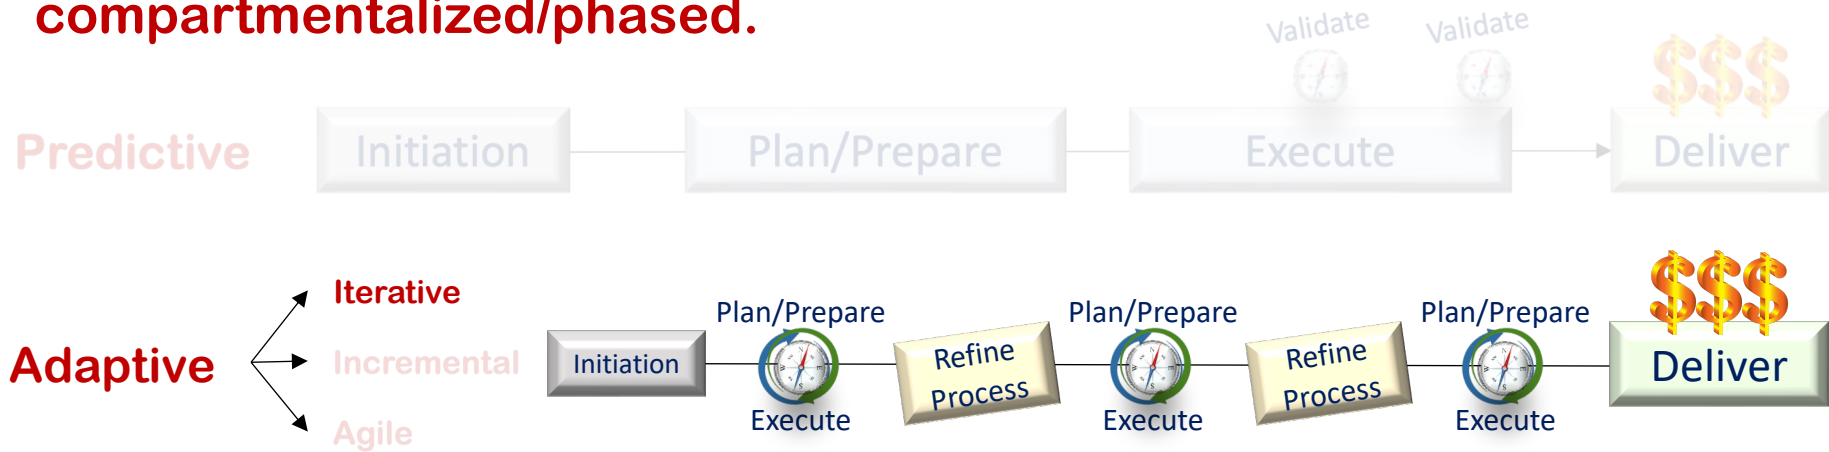 compartmentalized/phased.
Validate
Validate
$$$
Predictive
Initiation
Plan/Prepare
Execute
Deliver
$$$
Adaptive
Iterative
Incremental
Agile
Initiation
Plan/Prepare
Execute
Refine
Process
Plan/Prepare
Execute
Refine
Process
Plan/Prepare
Execute
Deliver